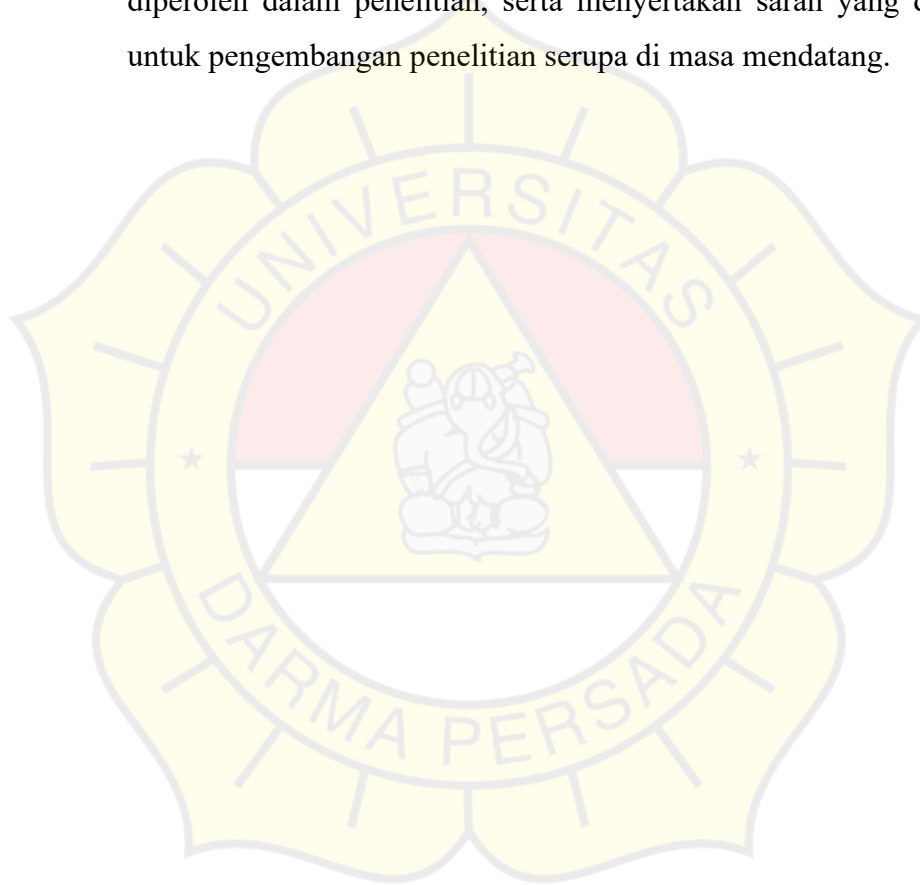 diperoleh dalam penelitian, serta menyertakan saran yang
untuk pengembangan penelitian serupa di masa mendatang.
UNIVERSITAS
DARMA PERSADA